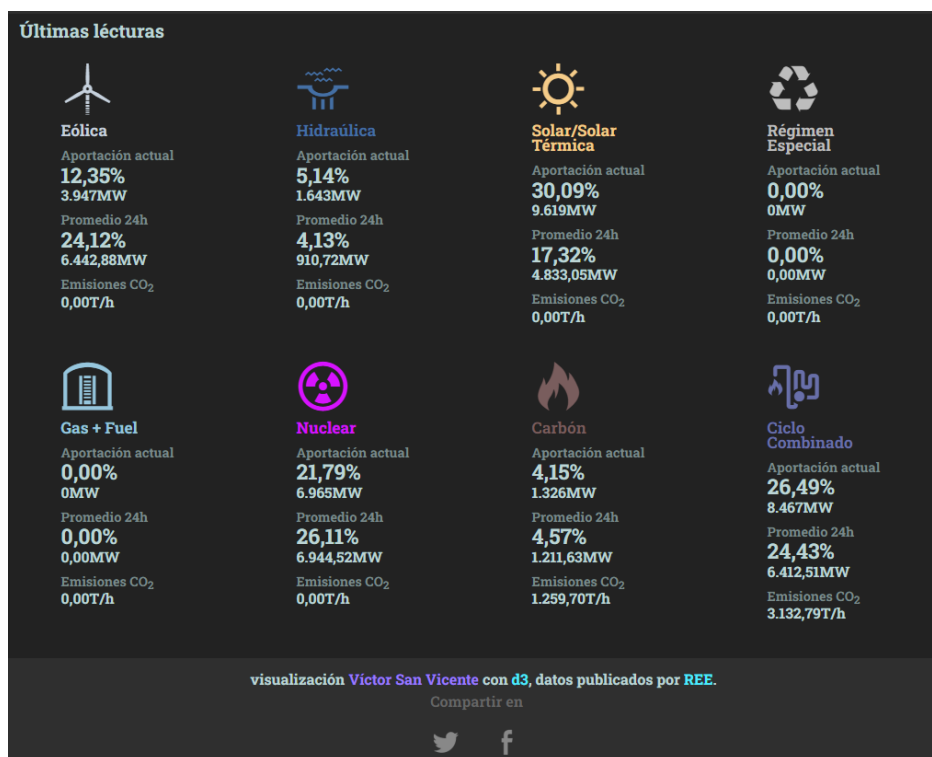 Últimas lécturas
Eólica
Aportación actual
12,35%
3.947MW
Promedio 24h
24,12%
6.442,88MW
Emisiones CO2
0,00T/h
Hidraúlica
Aportación actual
5,14%
1.643MW
Promedio 24h
4,13%
910,72MW
Emisiones CO2
0,00T/h
Solar/Solar
Térmica
Aportación actual
30,09%
9.619MW
Promedio 24h
17,32%
4.833,05MW
Emisiones CO2
0,00T/h
Régimen
Especial
Aportación actual
0,00%
0MW
Promedio 24h
0,00%
0,00MW
Emisiones CO2
0,00T/h
Gas + Fuel
Aportación actual
0,00%
0MW
Promedio 24h
0,00%
0,00MW
Emisiones CO2
0,00T/h
Nuclear
Aportación actual
21,79%
6.965MW
Promedio 24h
26,11%
6.944,52MW
Emisiones CO2
0,00T/h
Carbón
Aportación actual
4,15%
1.326MW
Promedio 24h
4,57%
1.211,63MW
Emisiones CO2
1.259,70T/h
Ciclo
Combinado
Aportación actual
26,49%
8.467MW
Promedio 24h
24,43%
6.412,51MW
Emisiones CO2
3.132,79T/h
visualización Víctor San Vicente con d3, datos publicados por REE.
Compartir en